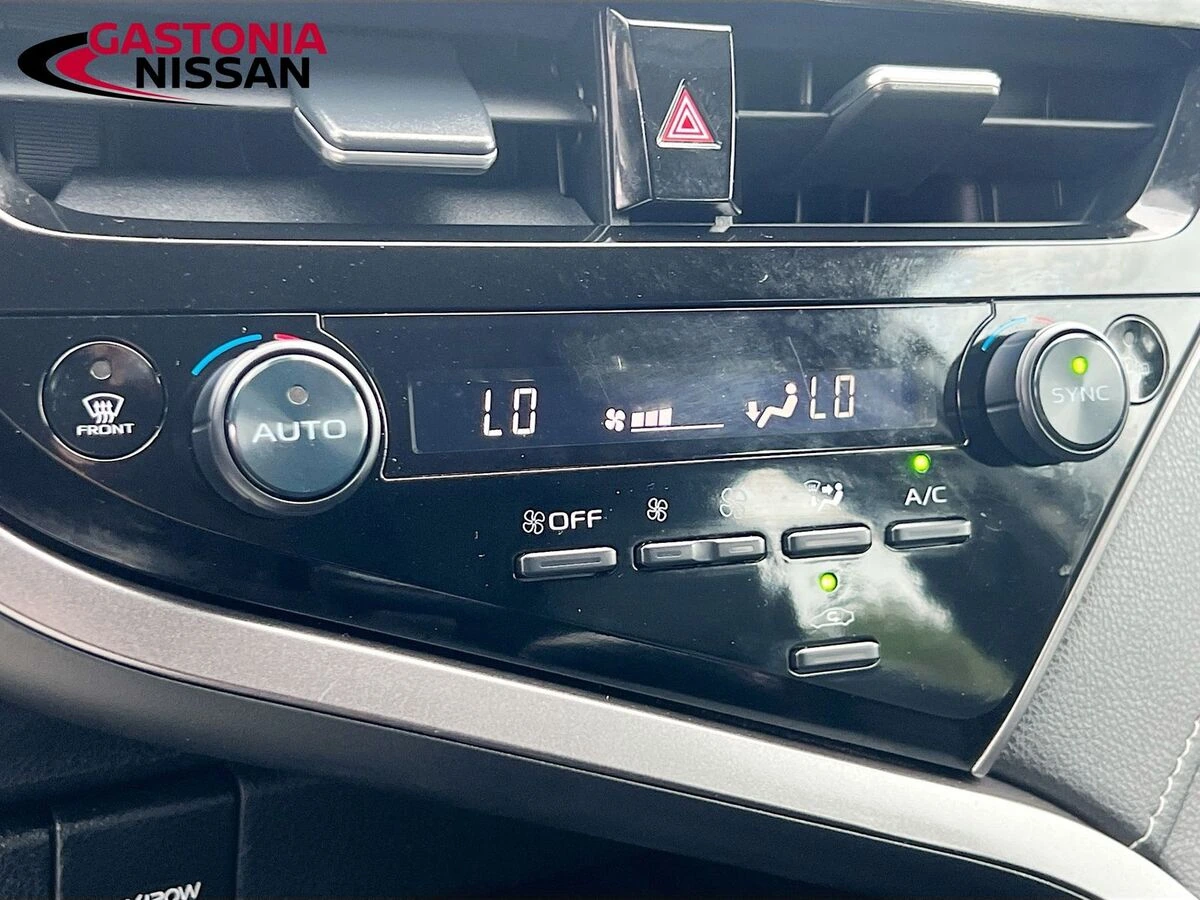 GASTONIA
NISSAN
FRONT
AUTO
LO
LO
SYNC
OFF
A/C